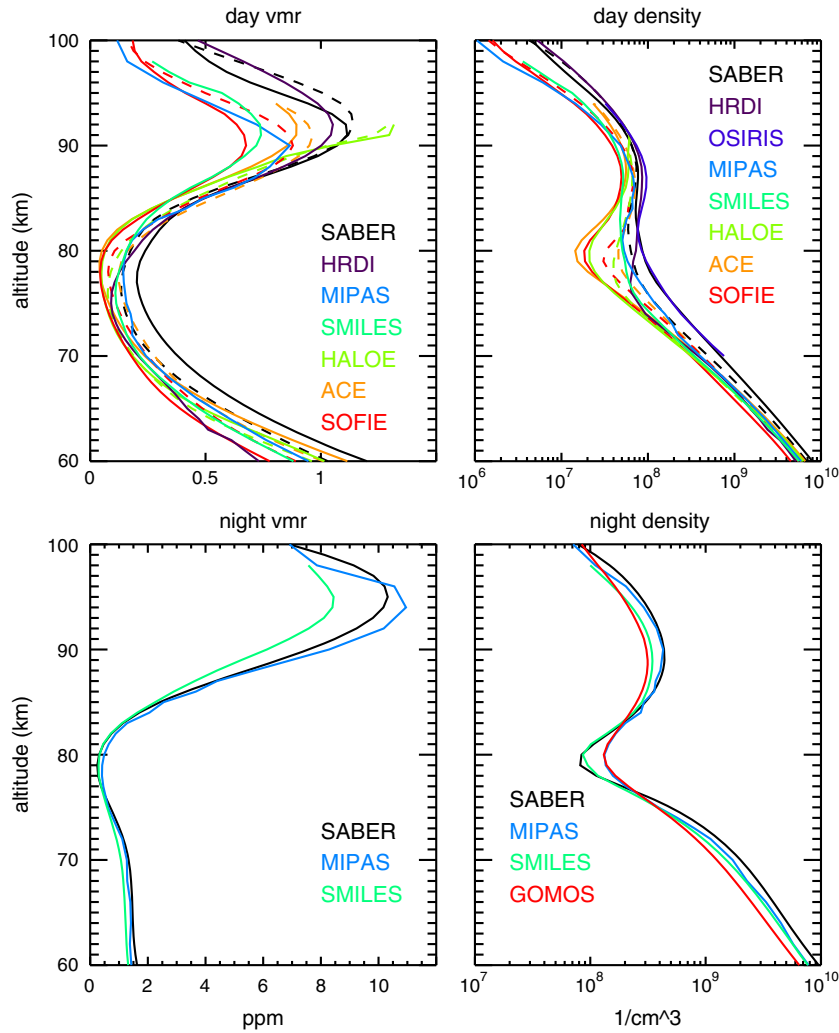 day vmr
day density
100
90
80
70
60
altitude (km)
SABER
HRDI
MIPAS
SMILES
HALOE
ACE
SOFIE
0
0.5
1
SABER
HRDI
OSIRIS
MIPAS
SMILES
HALOE
ACE
SOFIE
10^6
10^7
10^8
10^9
10^10
night vmr
night density
100
90
80
70
60
altitude (km)
SABER
MIPAS
SMILES
0
2
4
6
8
10
ppm
SABER
MIPAS
SMILES
GOMOS
10^7
10^8
10^9
10^10
1/cm^3